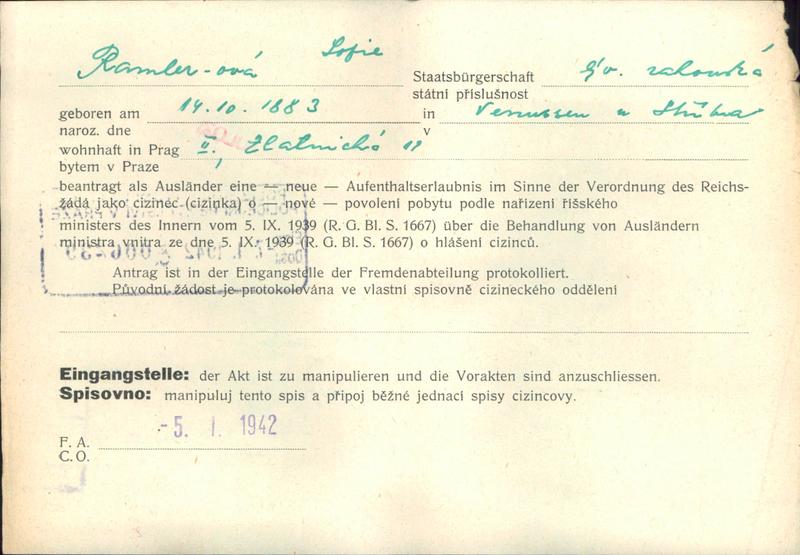 Ramler-ová Sofie
Staatsbürgerschaft
státní příslušnost
geboren am 14.10.1883 in
naroz. dne v
wohnhaft in Prag II., Zlatnická 11
bytem v Praze
beantragt als Ausländer eine — neue — Aufenthaltserlaubnis im Sinne der Verordnung des Reichs-
žádá jako cizinec (cizinka) o — nové — povolení pobytu podle nařízení říšského
ministers des Innern vom 5. IX. 1939 (R. G. Bl. S. 1667) über die Behandlung von Ausländern
ministra vnitra ze dne 5. IX. 1939 (R. G. Bl. S. 1667) o hlášení cizinců.
Antrag ist in der Eingangstelle der Fremdenabteilung protokolliert.
Původní žádost je protokolována ve vlastní spisovně cizineckého oddělení
Eingangstelle: der Akt ist zu manipulieren und die Vorakten sind anzuschliessen.
Spisovno: manipuluj tento spis a připoj běžné jednací spisy cizincovy.
-5. I. 1942
F. A.
C. O.